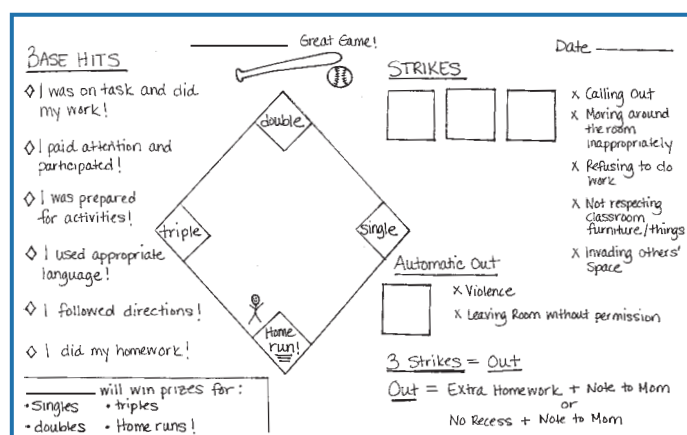 __________ Great Game!
Date __________
BASE HITS
◊ I was on task and did
my work!
◊ I paid attention and
participated!
◊ I was prepared
for activities!
◊ I used appropriate
language!
◊ I followed directions!
◊ I did my homework!
__________ will win prizes for:
• Singles • triples
• doubles • Home runs!
double
triple
single
Home
run!
STRIKES
X Calling Out
X Moving around
the room
inappropriately
X Refusing to do
work
X Not respecting
classroom
furniture/things
X Invading others'
Space
Automatic Out
X Violence
X Leaving Room without permission
3 Strikes = Out
Out = Extra Homework + Note to Mom
or
No Recess + Note to Mom